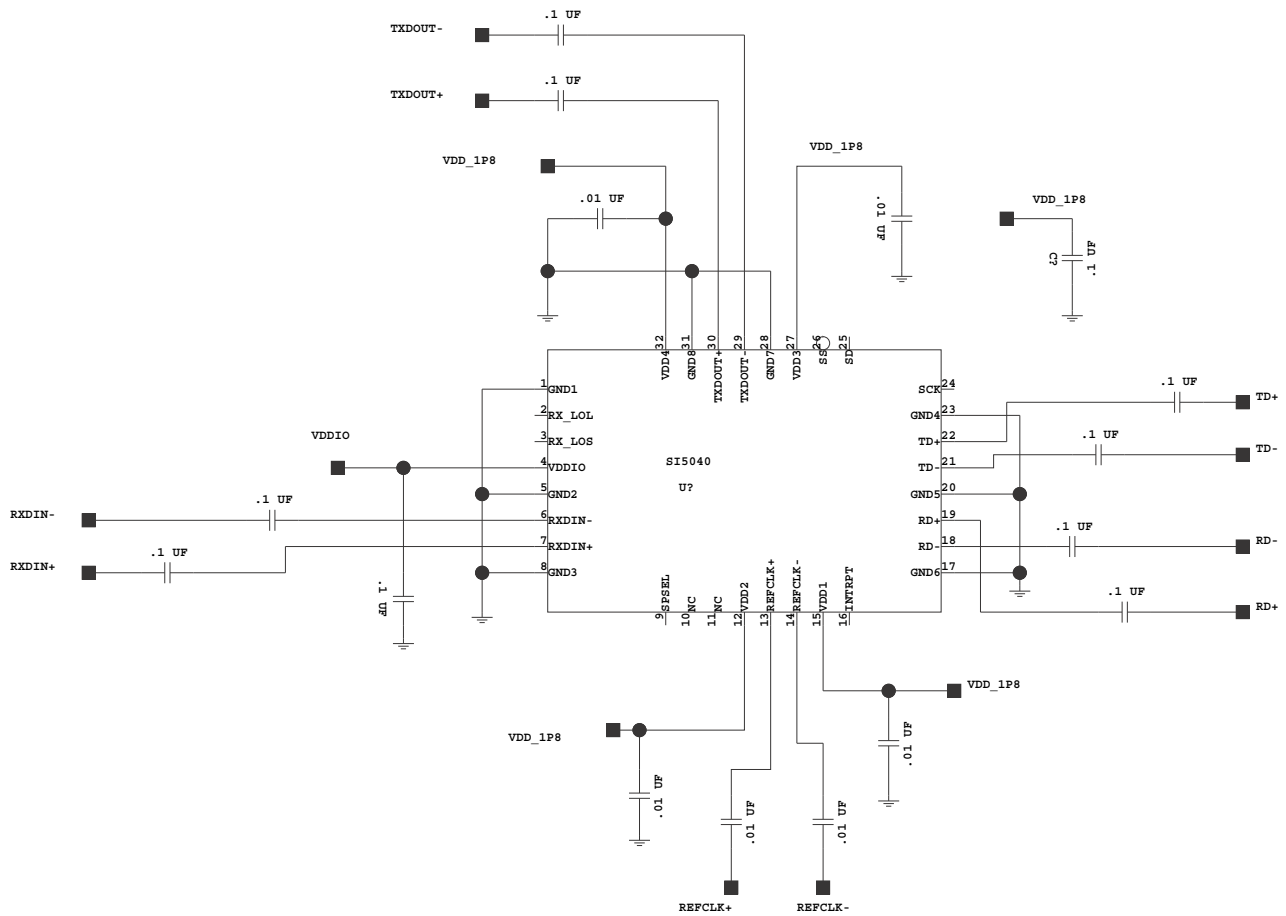 .1 UF
TXDOUT-
.1 UF
TXDOUT+
VDD_1P8
VDD_1P8
.01 UF
.01 UF
VDD_1P8
.1 UF
C?
32
31
30
29
28
27
26
25
VDD4
GND8
TXDOUT+
TXDOUT-
GND7
VDD3
SS
SD
1 GND1
2 RX_LOL
3 RX_LOS
4 VDDIO
5 GND2
6 RXDIN-
7 RXDIN+
8 GND3
SI5040
U?
SCK 24
GND4 23
TD+ 22
TD- 21
GND5 20
RD+ 19
RD- 18
GND6 17
.1 UF
TD+
.1 UF
TD-
.1 UF
RD-
.1 UF
RD+
VDDIO
.1 UF
RXDIN-
.1 UF
RXDIN+
.1 UF
SPSEL
NC
NC
VDD2
REFCLK+
REFCLK-
VDD1
INTRPT
9
10
11
12
13
14
15
16
VDD_1P8
VDD_1P8
.01 UF
.01 UF
.01 UF
.01 UF
REFCLK+
REFCLK-